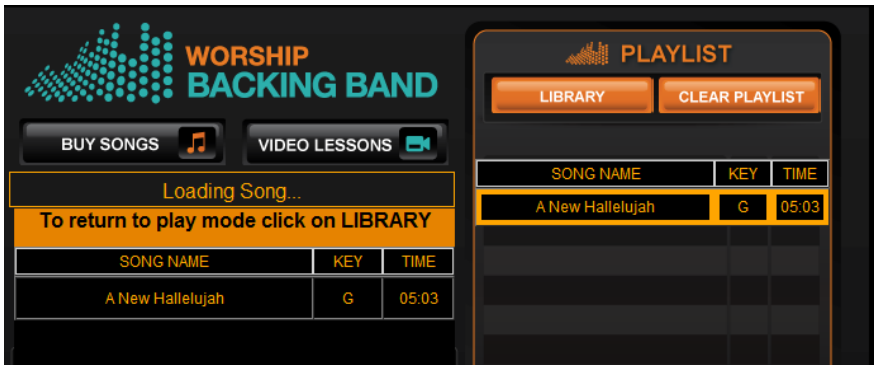 WORSHIP
BACKING BAND
BUY SONGS
VIDEO LESSONS
Loading Song...
To return to play mode click on LIBRARY
SONG NAME KEY TIME
A New Hallelujah G 05:03
PLAYLIST
LIBRARY CLEAR PLAYLIST
SONG NAME KEY TIME
A New Hallelujah G 05:03